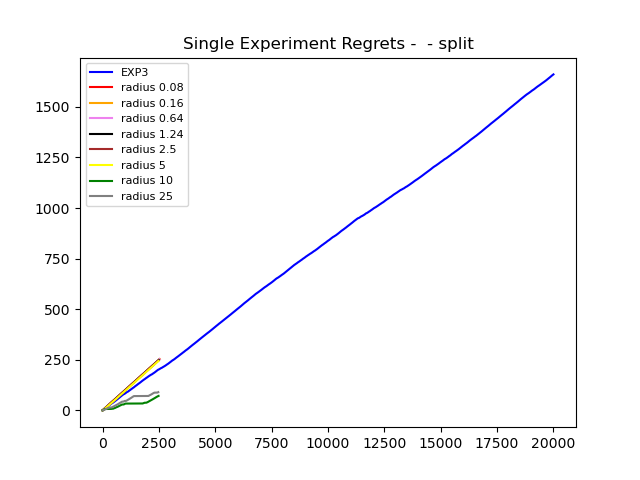 Single Experiment Regrets -  - split
EXP3
radius 0.08
radius 0.16
radius 0.64
radius 1.24
radius 2.5
radius 5
radius 10
radius 25
1500
1250
1000
750
500
250
0
0 2500 5000 7500 10000 12500 15000 17500 20000